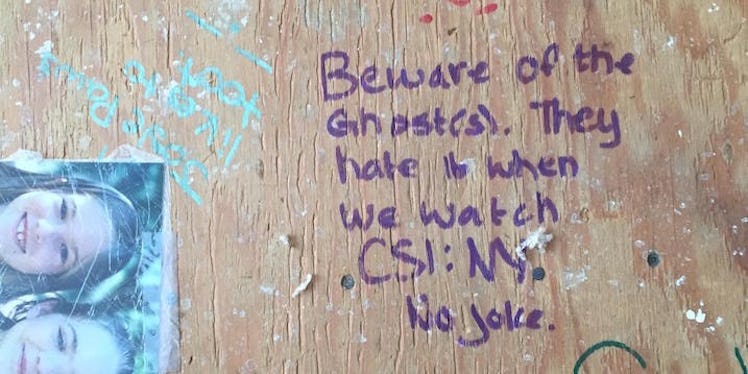 Beware of the
Ghost(s). They
hate it when
we watch
CSI: NY.
No Joke.